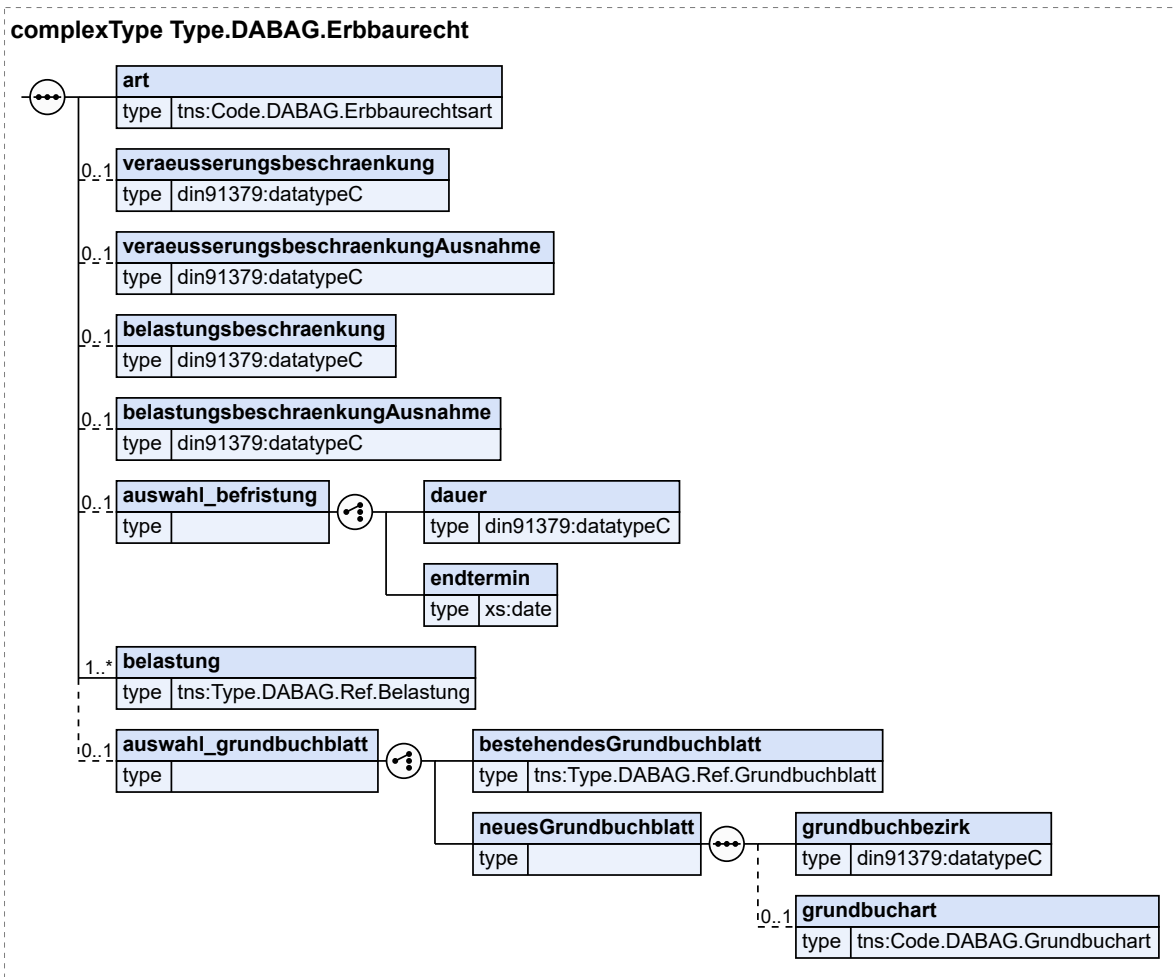 complexType Type.DABAG.Erbbaurecht
art
type tns:Code.DABAG.Erbbaurechtsart
0..1 veraeusserungsbeschraenkung
type din91379:datatypeC
0..1 veraeusserungsbeschraenkungAusnahme
type din91379:datatypeC
0..1 belastungsbeschraenkung
type din91379:datatypeC
0..1 belastungsbeschraenkungAusnahme
type din91379:datatypeC
0..1 auswahl_befristung
type
dauer
type din91379:datatypeC
endtermin
type xs:date
1..* belastung
type tns:Type.DABAG.Ref.Belastung
0..1 auswahl_grundbuchblatt
type
bestehendesGrundbuchblatt
type tns:Type.DABAG.Ref.Grundbuchblatt
neuesGrundbuchblatt
type
grundbuchbezirk
type din91379:datatypeC
0..1 grundbuchart
type tns:Code.DABAG.Grundbuchart